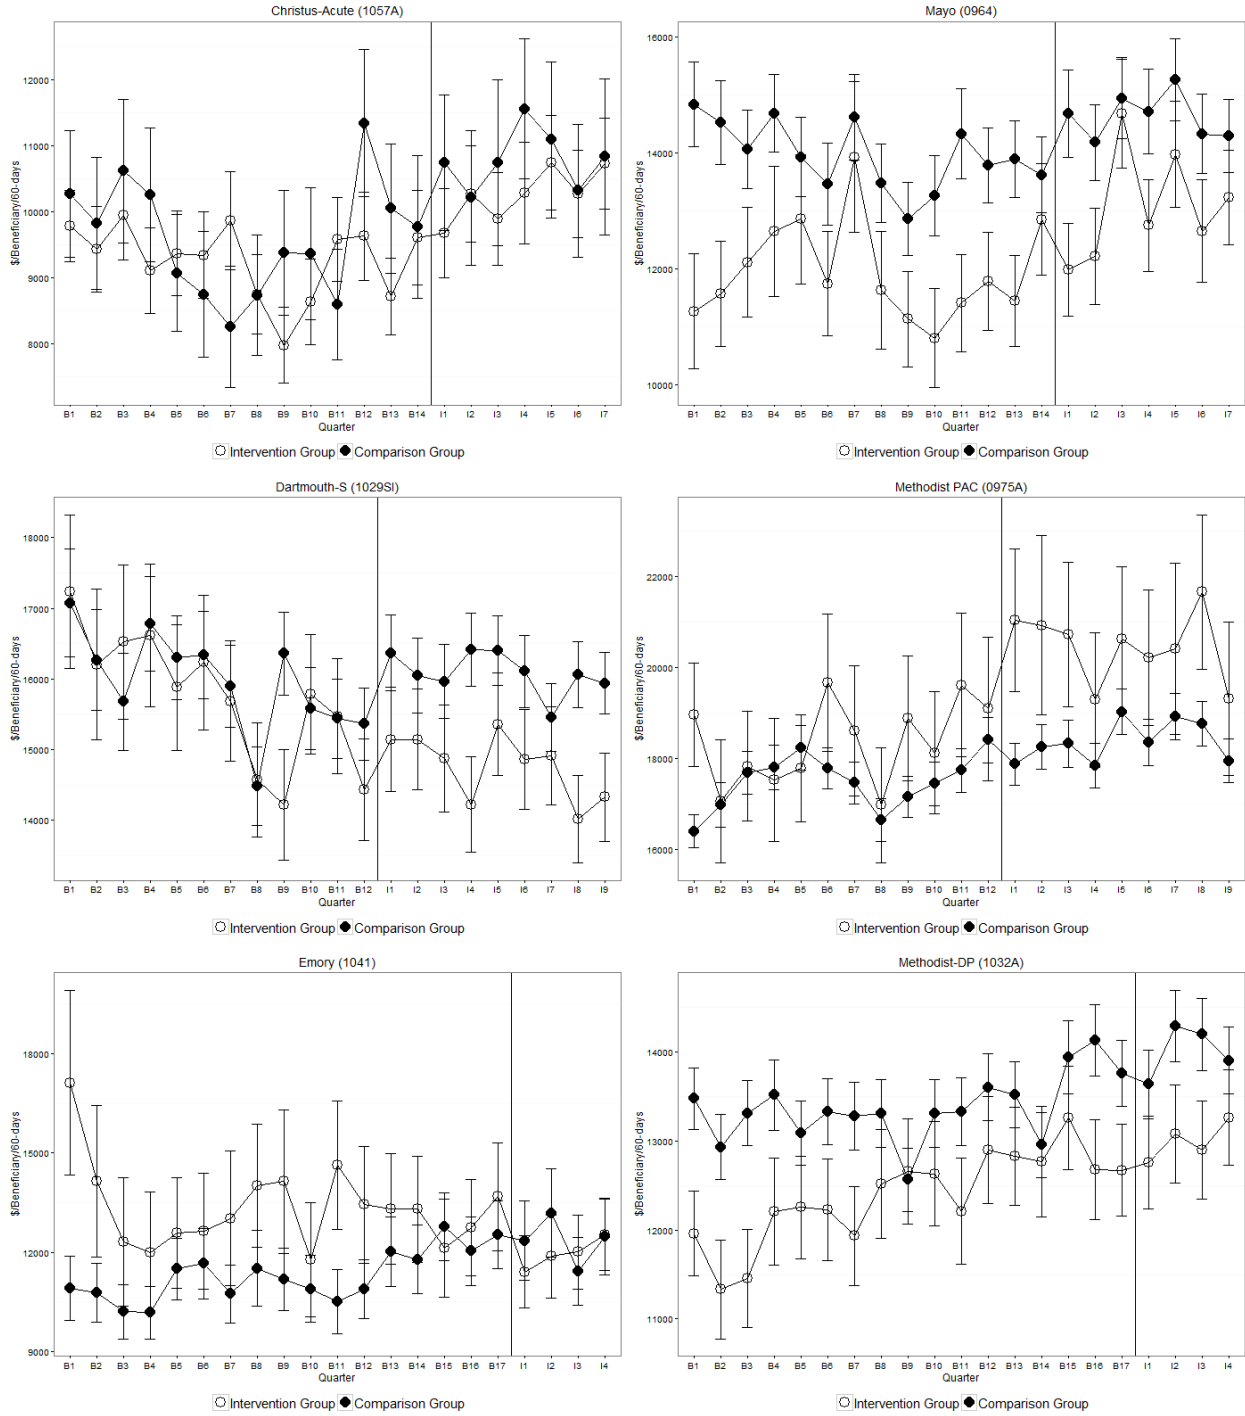 Christus-Acute (1057A)
12000
11000
10000
9000
8000
$/Beneficiary/60-days
B1 B2 B3 B4 B5 B6 B7 B8 B9 B10 B11 B12 B13 B14 I1 I2 I3 I4 I5 I6 I7
Quarter
Intervention Group Comparison Group
Mayo (0964)
16000
14000
12000
10000
$/Beneficiary/60-days
B1 B2 B3 B4 B5 B6 B7 B8 B9 B10 B11 B12 B13 B14 I1 I2 I3 I4 I5 I6 I7
Quarter
Intervention Group Comparison Group
Dartmouth-S (1029SI)
18000
17000
16000
15000
14000
$/Beneficiary/60-days
B1 B2 B3 B4 B5 B6 B7 B8 B9 B10 B11 B12 I1 I2 I3 I4 I5 I6 I7 I8 I9
Quarter
Intervention Group Comparison Group
Methodist PAC (0975A)
22000
20000
18000
16000
$/Beneficiary/60-days
B1 B2 B3 B4 B5 B6 B7 B8 B9 B10 B11 B12 I1 I2 I3 I4 I5 I6 I7 I8 I9
Quarter
Intervention Group Comparison Group
Emory (1041)
18000
15000
12000
9000
$/Beneficiary/60-days
B1 B2 B3 B4 B5 B6 B7 B8 B9 B10 B11 B12 B13 B14 B15 B16 B17 I1 I2 I3 I4
Quarter
Intervention Group Comparison Group
Methodist-DP (1032A)
14000
13000
12000
11000
$/Beneficiary/60-days
B1 B2 B3 B4 B5 B6 B7 B8 B9 B10 B11 B12 B13 B14 B15 B16 B17 I1 I2 I3 I4
Quarter
Intervention Group Comparison Group